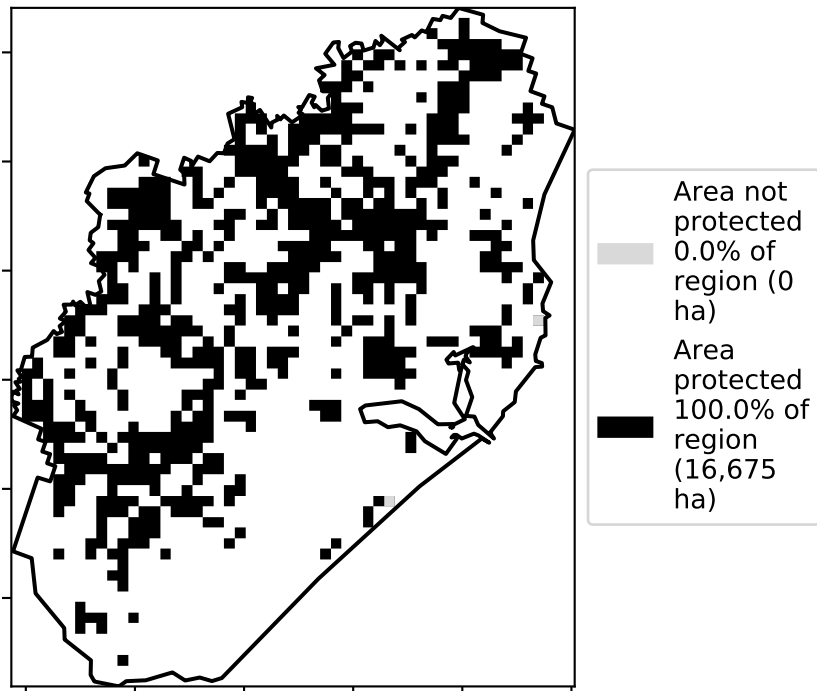 Area not
protected
0.0% of
region (0
ha)
Area
protected
100.0% of
region
(16,675
ha)